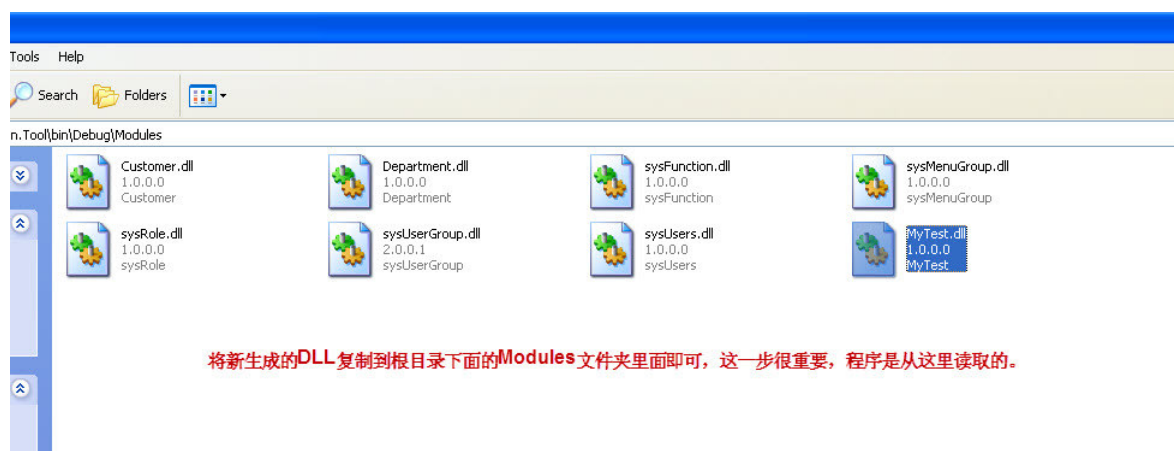 Tools Help
Search Folders
n.Tool\bin\Debug\Modules
Customer.dll
1.0.0.0
Customer
Department.dll
1.0.0.0
Department
sysFunction.dll
1.0.0.0
sysFunction
sysMenuGroup.dll
1.0.0.0
sysMenuGroup
sysRole.dll
1.0.0.0
sysRole
sysUserGroup.dll
2.0.0.1
sysUserGroup
sysUsers.dll
1.0.0.0
sysUsers
MyTest.dll
1.0.0.0
MyTest
将新生成的DLL复制到根目录下面的Modules文件夹里面即可，这一步很重要，程序是从这里读取的。